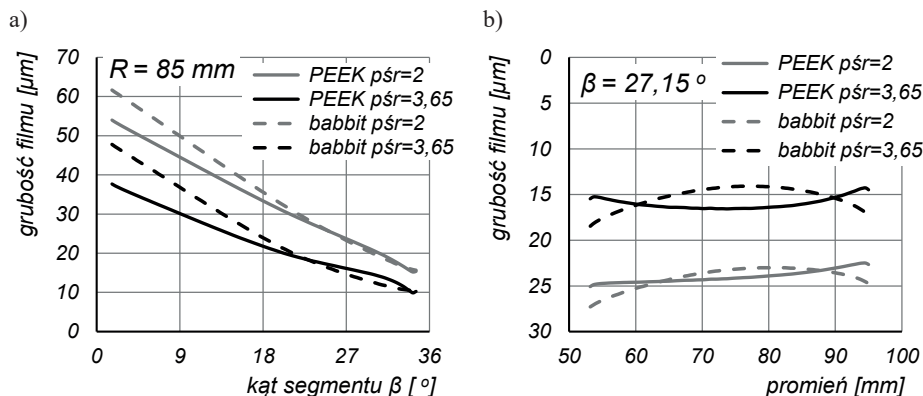 a)
grubość filmu [µm]
70
60
50
40
30
20
10
0
R = 85 mm
PEEK pśr=2
PEEK pśr=3,65
babbit pśr=2
babbit pśr=3,65
0 9 18 27 36
kąt segmentu β [ º]
b)
grubość filmu [µm]
0
5
10
15
20
25
30
β = 27,15 º
PEEK pśr=2
PEEK pśr=3,65
babbit pśr=2
babbit pśr=3,65
50 60 70 80 90 100
promień [mm]